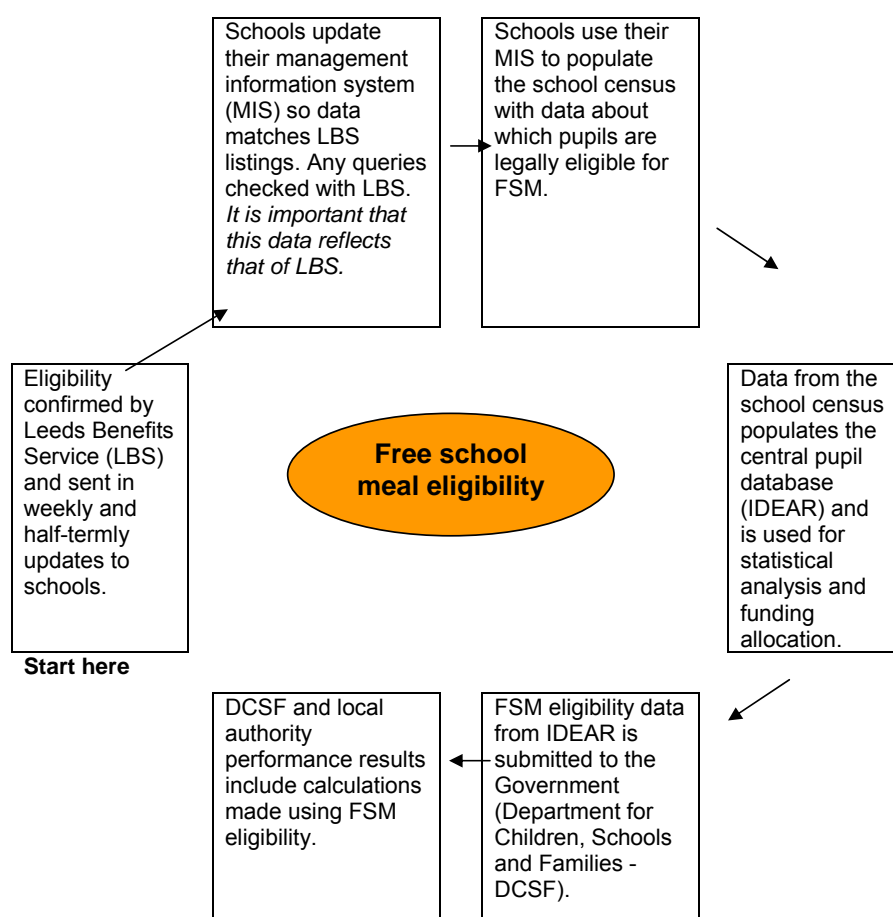 Schools update
their management
information system
(MIS) so data
matches LBS
listings. Any queries
checked with LBS.
It is important that
this data reflects
that of LBS.
Schools use their
MIS to populate
the school census
with data about
which pupils are
legally eligible for
FSM.
Eligibility
confirmed by
Leeds Benefits
Service (LBS)
and sent in
weekly and
half-termly
updates to
schools.
Start here
Free school
meal eligibility
Data from the
school census
populates the
central pupil
database
(IDEAR) and
is used for
statistical
analysis and
funding
allocation.
DCSF and local
authority
performance results
include calculations
made using FSM
eligibility.
FSM eligibility data
from IDEAR is
submitted to the
Government
(Department for
Children, Schools
and Families -
DCSF).